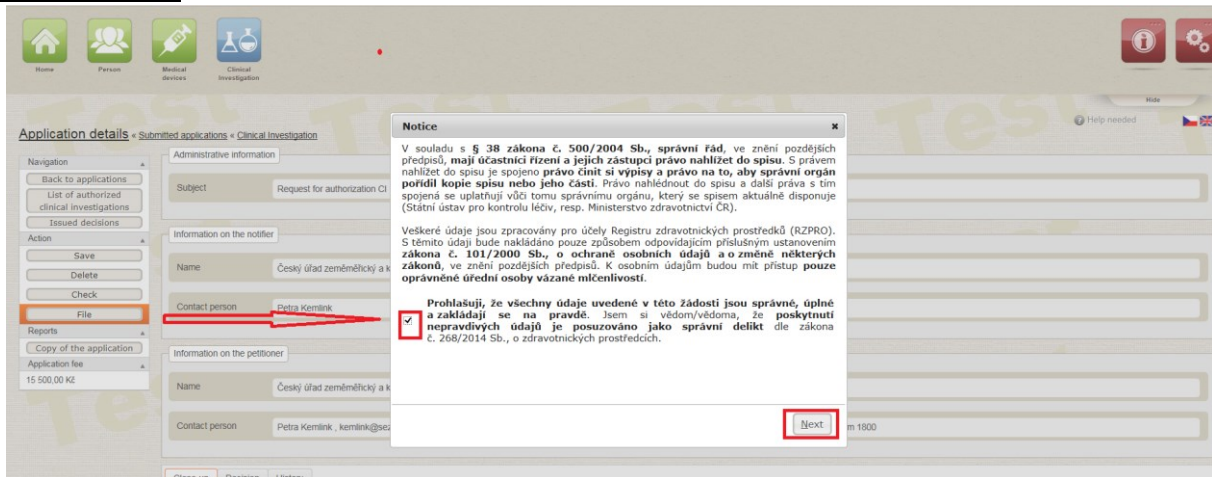 Home
Person
Medical
devices
Clinical
Investigation
Hide
Application details « Submitted applications « Clinical Investigation
Help needed
Navigation
Back to applications
List of authorized
clinical investigations
Issued decisions
Action
Save
Delete
Check
File
Reports
Copy of the application
Application fee
15 500,00 Kč
Administrative information
Subject
Request for authorization CI
Information on the notifier
Name
Český úřad zeměměřický a k
Contact person
Petra Kemlink
Information on the petitioner
Name
Český úřad zeměměřický a k
Contact person
Petra Kemlink , kemlink@sez
m 1800
Close up
Decision
History
Notice
V souladu s § 38 zákona č. 500/2004 Sb., správní řád, ve znění pozdějších
předpisů, mají účastníci řízení a jejich zástupci právo nahlížet do spisu. S právem
nahlížet do spisu je spojeno právo činit si výpisy a právo na to, aby správní orgán
pořídil kopie spisu nebo jeho části. Právo nahlédnout do spisu a další práva s tím
spojená se uplatňují vůči tomu správnímu orgánu, který se spisem aktuálně disponuje
(Státní ústav pro kontrolu léčiv, resp. Ministerstvo zdravotnictví ČR).
Veškeré údaje jsou zpracovány pro účely Registru zdravotnických prostředků (RZPRO).
S těmito údaji bude nakládáno pouze způsobem odpovídajícím příslušným ustanovením
zákona č. 101/2000 Sb., o ochraně osobních údajů a o změně některých
zákonů, ve znění pozdějších předpisů. K osobním údajům budou mít přístup pouze
oprávněné úřední osoby vázané mlčenlivostí.
Prohlašuji, že všechny údaje uvedené v této žádosti jsou správné, úplné
a zakládají se na pravdě. Jsem si vědom/vědoma, že poskytnutí
nepravdivých údajů je posuzováno jako správní delikt dle zákona
č. 268/2014 Sb., o zdravotnických prostředcích.
Next
Test